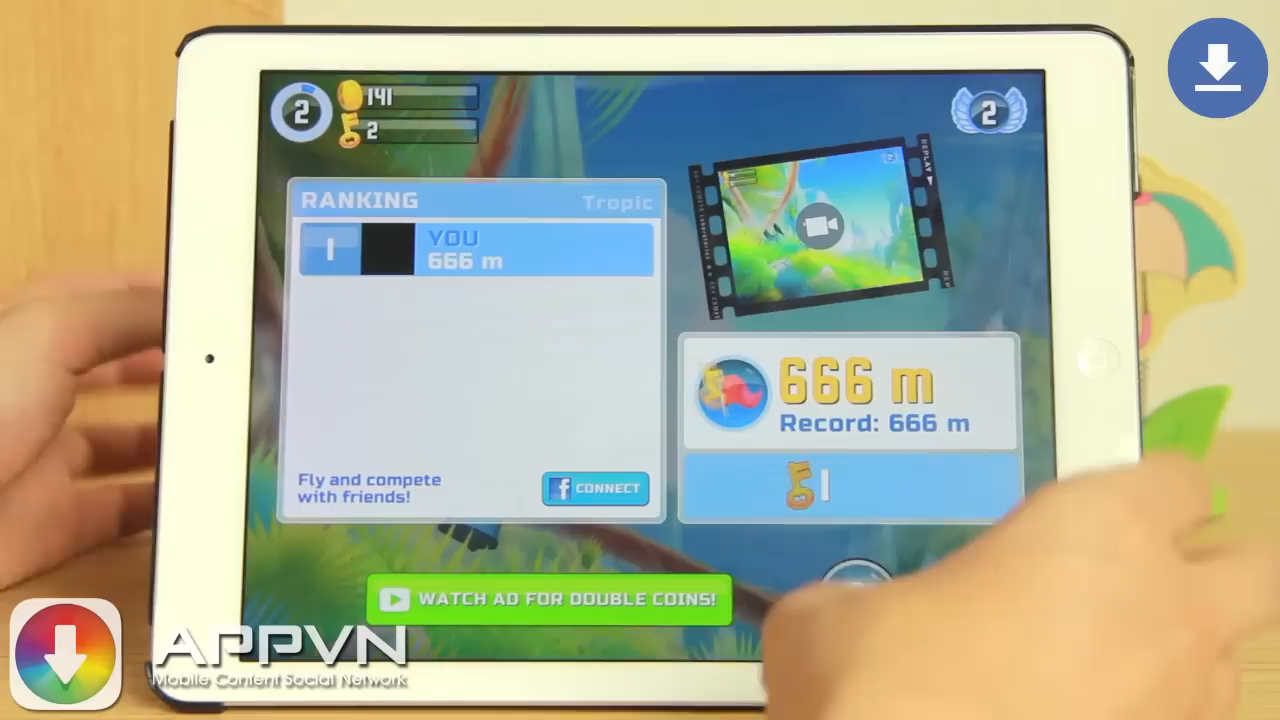 2
141
2
2
RANKING
Tropic
1
YOU
666 m
REPLAY
666 m
Record: 666 m
1
Fly and compete
with friends!
f CONNECT
WATCH AD FOR DOUBLE COINS!
APPVN
Mobile Content Social Network